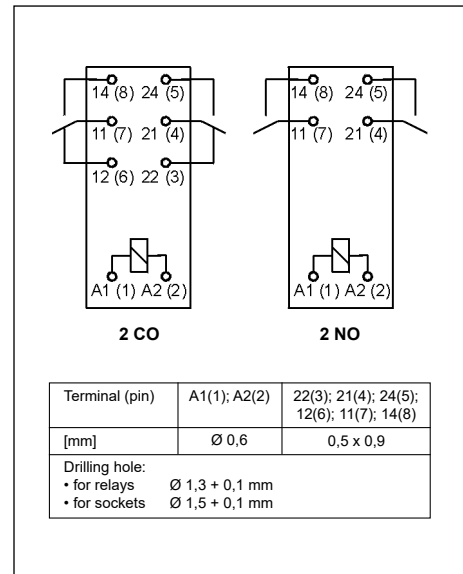 14 (8) 24 (5)
11 (7) 21 (4)
12 (6) 22 (3)
A1 (1) A2 (2)
2 CO
14 (8) 24 (5)
11 (7) 21 (4)
A1 (1) A2 (2)
2 NO
Terminal (pin) A1(1); A2(2) 22(3); 21(4); 24(5);
12(6); 11(7); 14(8)
[mm] Ø 0,6 0,5 x 0,9
Drilling hole:
• for relays Ø 1,3 + 0,1 mm
• for sockets Ø 1,5 + 0,1 mm